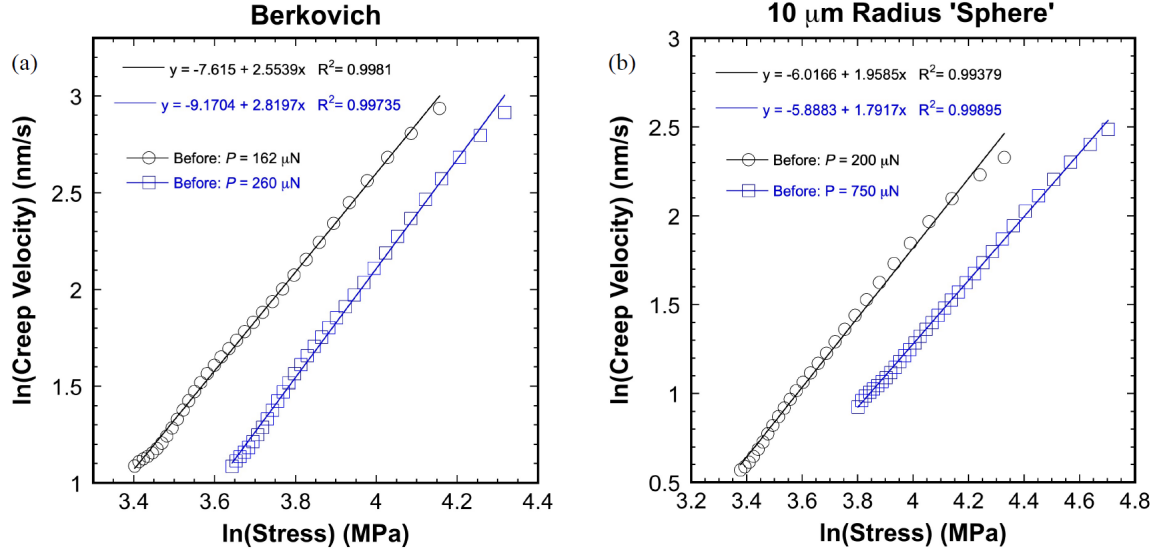 Berkovich
(a)
y = -7.615 + 2.5539x R²= 0.9981
y = -9.1704 + 2.8197x R²= 0.99735
Before: P = 162 μN
Before: P = 260 μN
ln(Creep Velocity) (nm/s)
3
2.5
2
1.5
1
3.4 3.6 3.8 4 4.2 4.4
ln(Stress) (MPa)
10 μm Radius 'Sphere'
(b)
y = -6.0166 + 1.9585x R²= 0.99379
y = -5.8883 + 1.7917x R²= 0.99895
Before: P = 200 μN
Before: P = 750 μN
ln(Creep Velocity) (nm/s)
3
2.5
2
1.5
1
0.5
3.2 3.4 3.6 3.8 4 4.2 4.4 4.6 4.8
ln(Stress) (MPa)